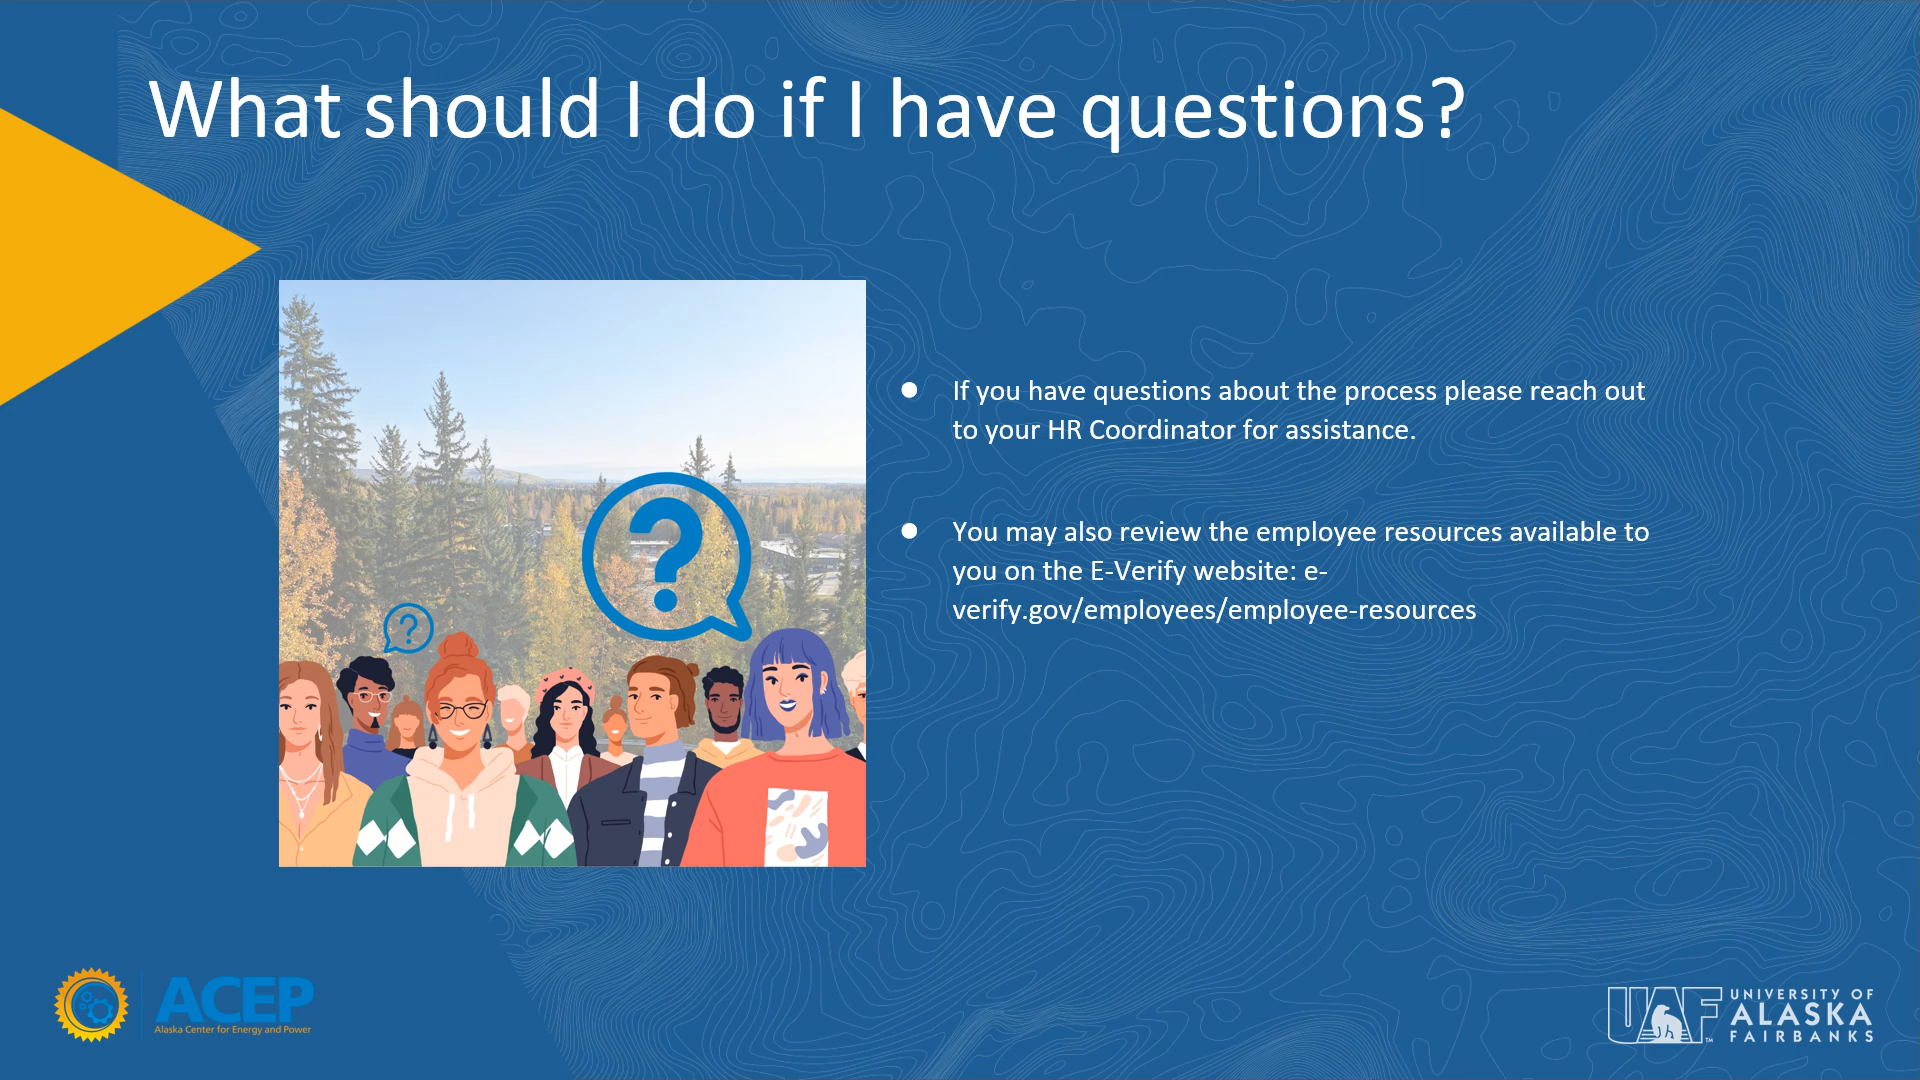 What should I do if I have questions?
● If you have questions about the process please reach out
to your HR Coordinator for assistance.
● You may also review the employee resources available to
you on the E-Verify website: e-
verify.gov/employees/employee-resources
?
?
ACEP
Alaska Center for Energy and Power
UAF™
UNIVERSITY OF
ALASKA
FAIRBANKS